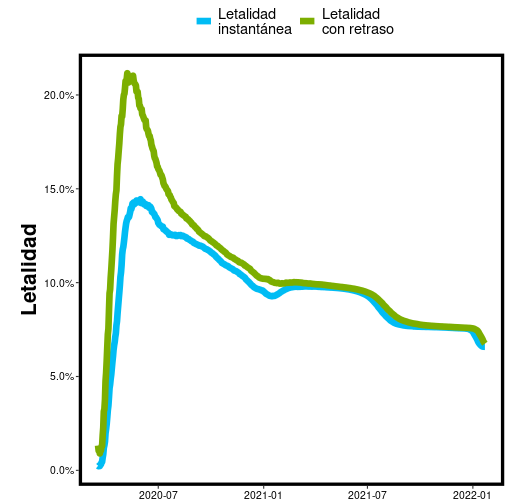 Letalidad
instantánea
Letalidad
con retraso
Letalidad
20.0%
15.0%
10.0%
5.0%
0.0%
2020-07
2021-01
2021-07
2022-01